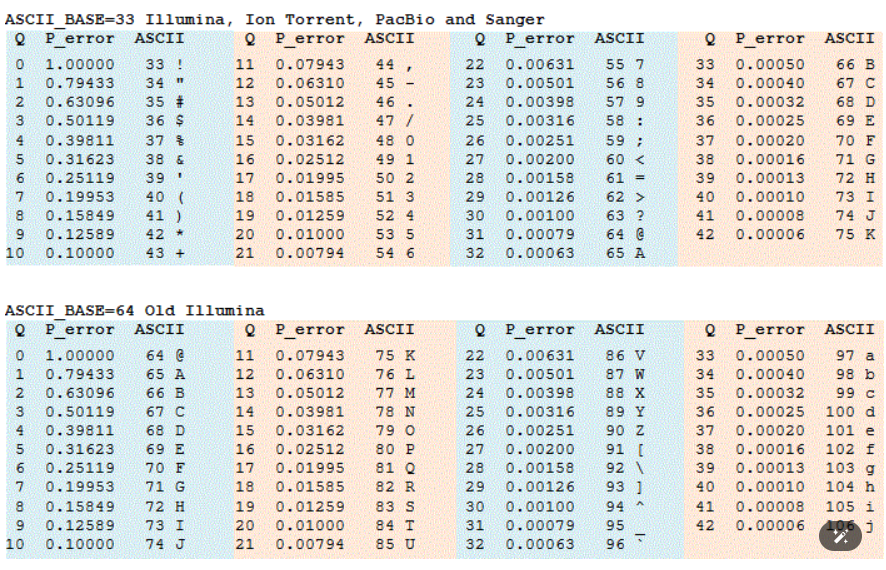 ASCII_BASE=33 Illumina, Ion Torrent, PacBio and Sanger
Q P_error ASCII Q P_error ASCII Q P_error ASCII Q P_error ASCII
0 1.00000 33 ! 11 0.07943 44 , 22 0.00631 55 7 33 0.00050 66 B
1 0.79433 34 " 12 0.06310 45 - 23 0.00501 56 8 34 0.00040 67 C
2 0.63096 35 # 13 0.05012 46 . 24 0.00398 57 9 35 0.00032 68 D
3 0.50119 36 $ 14 0.03981 47 / 25 0.00316 58 : 36 0.00025 69 E
4 0.39811 37 % 15 0.03162 48 0 26 0.00251 59 ; 37 0.00020 70 F
5 0.31623 38 & 16 0.02512 49 1 27 0.00200 60 < 38 0.00016 71 G
6 0.25119 39 ' 17 0.01995 50 2 28 0.00158 61 = 39 0.00013 72 H
7 0.19953 40 ( 18 0.01585 51 3 29 0.00126 62 > 40 0.00010 73 I
8 0.15849 41 ) 19 0.01259 52 4 30 0.00100 63 ? 41 0.00008 74 J
9 0.12589 42 * 20 0.01000 53 5 31 0.00079 64 @ 42 0.00006 75 K
10 0.10000 43 + 21 0.00794 54 6 32 0.00063 65 A
ASCII_BASE=64 Old Illumina
Q P_error ASCII Q P_error ASCII Q P_error ASCII Q P_error ASCII
0 1.00000 64 @ 11 0.07943 75 K 22 0.00631 86 V 33 0.00050 97 a
1 0.79433 65 A 12 0.06310 76 L 23 0.00501 87 W 34 0.00040 98 b
2 0.63096 66 B 13 0.05012 77 M 24 0.00398 88 X 35 0.00032 99 c
3 0.50119 67 C 14 0.03981 78 N 25 0.00316 89 Y 36 0.00025 100 d
4 0.39811 68 D 15 0.03162 79 O 26 0.00251 90 Z 37 0.00020 101 e
5 0.31623 69 E 16 0.02512 80 P 27 0.00200 91 [ 38 0.00016 102 f
6 0.25119 70 F 17 0.01995 81 Q 28 0.00158 92 \ 39 0.00013 103 g
7 0.19953 71 G 18 0.01585 82 R 29 0.00126 93 ] 40 0.00010 104 h
8 0.15849 72 H 19 0.01259 83 S 30 0.00100 94 ^ 41 0.00008 105 i
9 0.12589 73 I 20 0.01000 84 T 31 0.00079 95 _ 42 0.00006 106 j
10 0.10000 74 J 21 0.00794 85 U 32 0.00063 96 `